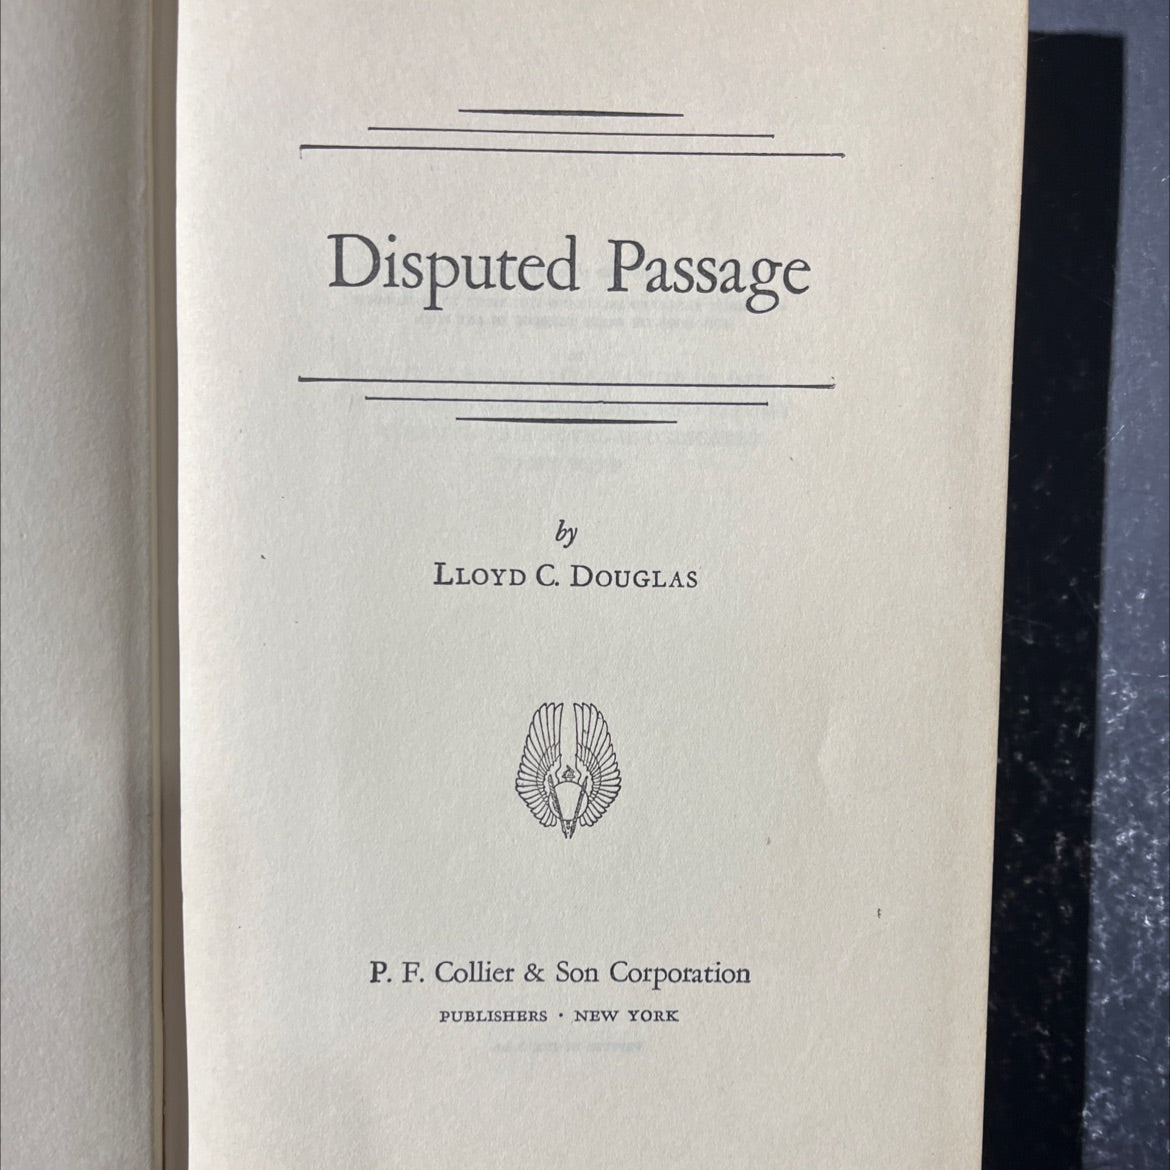 Disputed Passage
by
LLOYD C. DOUGLAS
P. F. Collier & Son Corporation
PUBLISHERS · NEW YORK